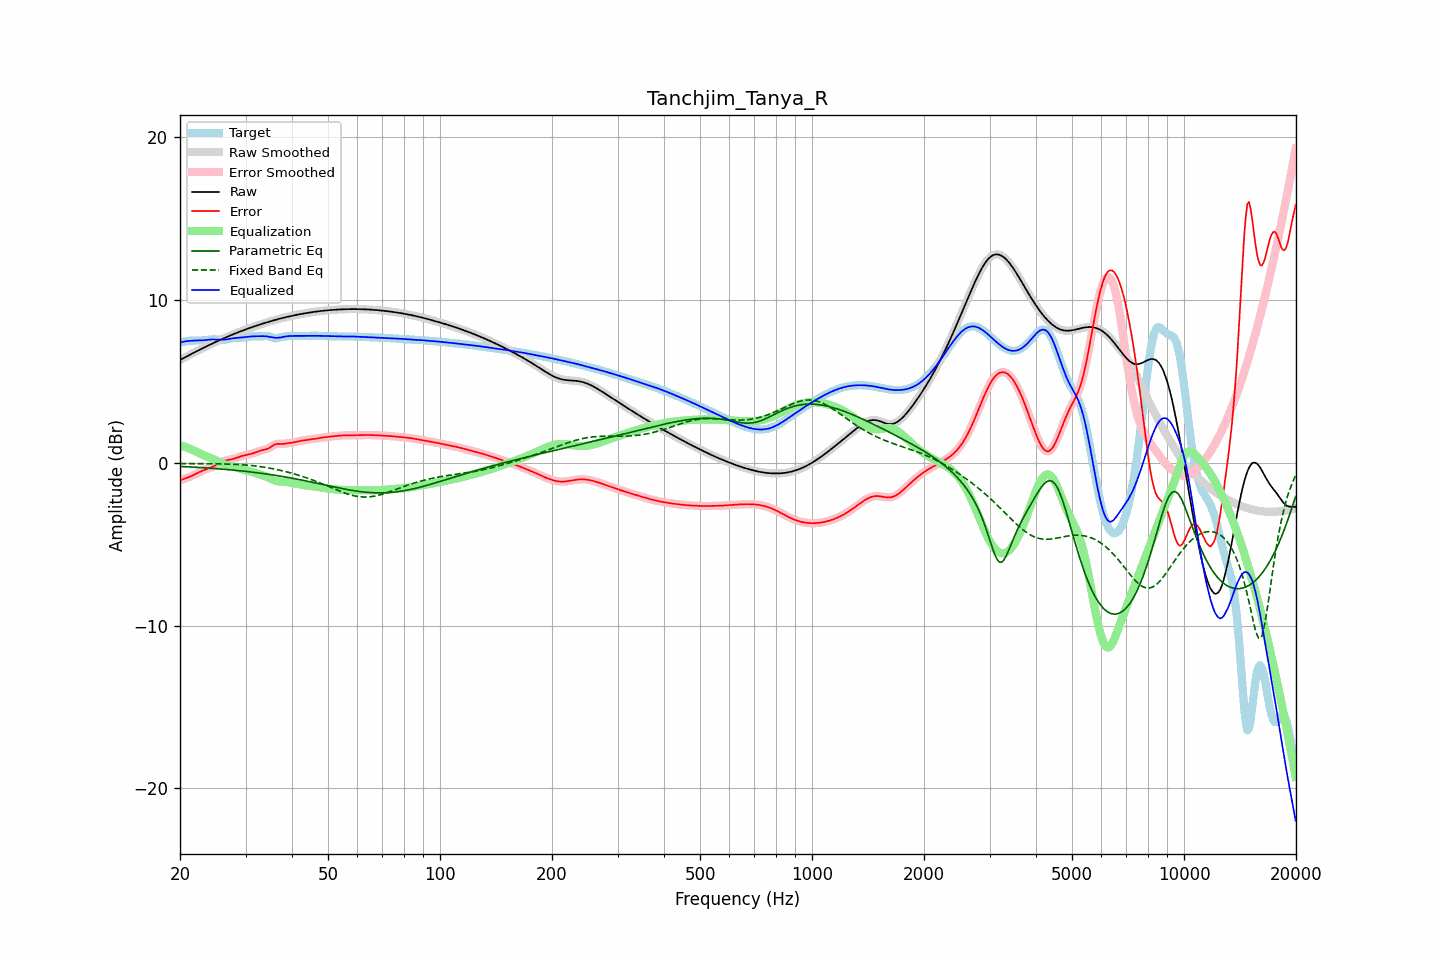 Tanchjim_Tanya_R
Target
Raw Smoothed
Error Smoothed
Raw
Error
Equalization
Parametric Eq
Fixed Band Eq
Equalized
20
10
0
−10
−20
Amplitude (dBr)
20
50
100
200
500
1000
2000
5000
10000
20000
Frequency (Hz)